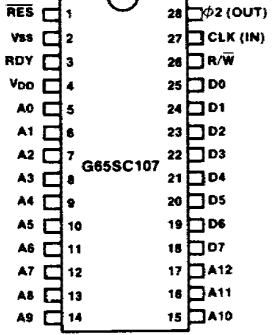 R̅E̅S̅ 1 28 ϕ2 (OUT)
Vss 2 27 CLK (IN)
RDY 3 26 R/W̅
VDD 4 25 D0
A0 5 24 D1
A1 6 23 D2
A2 7 22 D3
G65SC107
A3 8 21 D4
A4 9 20 D5
A5 10 19 D6
A6 11 18 D7
A7 12 17 A12
A8 13 16 A11
A9 14 15 A10